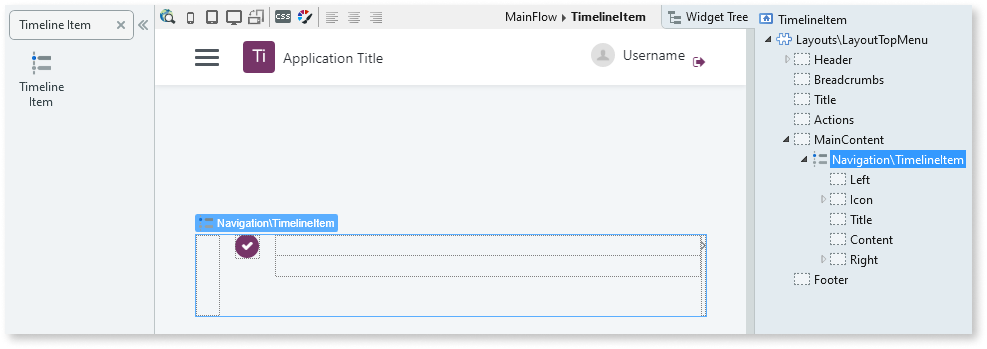 Timeline Item
Timeline
Item
CSS
MainFlow TimelineItem
Widget Tree
Ti
Application Title
Username
Navigation\TimelineItem
TimelineItem
Layouts\LayoutTopMenu
Header
Breadcrumbs
Title
Actions
MainContent
Navigation\TimelineItem
Left
Icon
Title
Content
Right
Footer